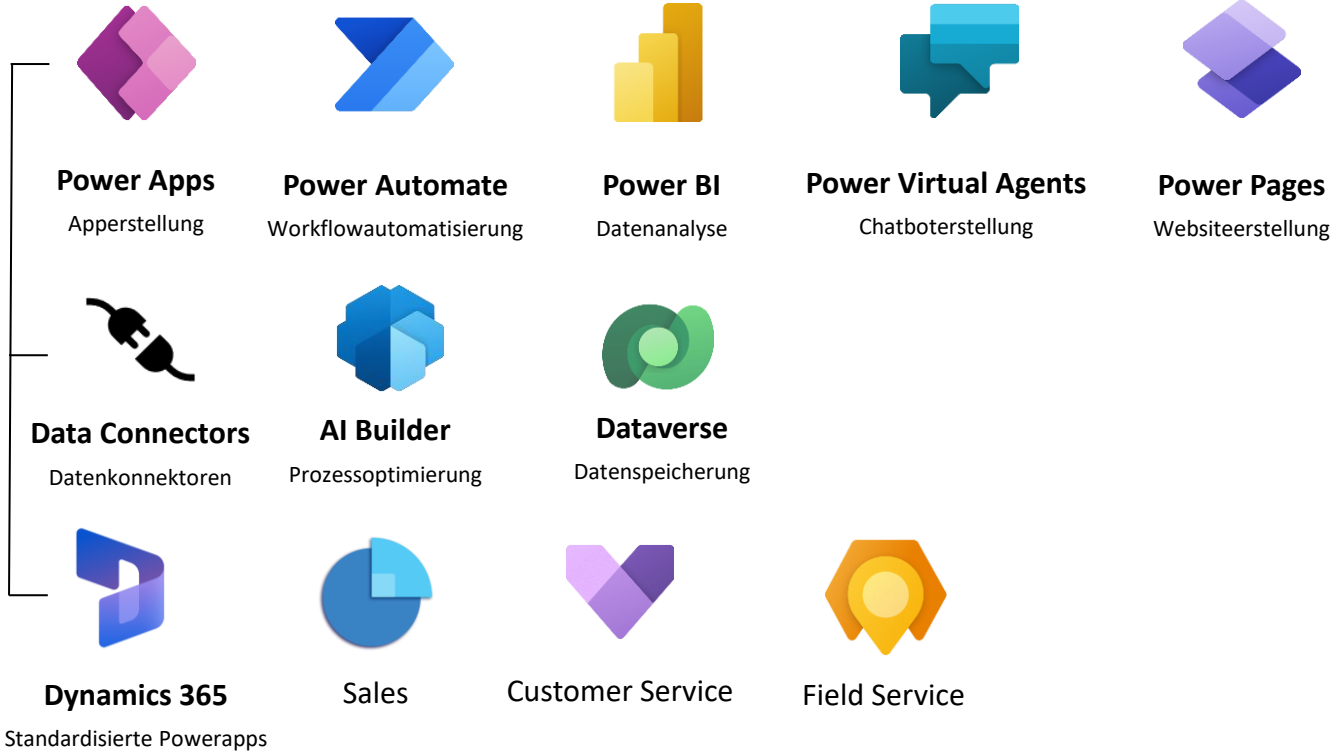 Power Apps
Apperstellung
Power Automate
Workflowautomatisierung
Power BI
Datenanalyse
Power Virtual Agents
Chatboterstellung
Power Pages
Websiteerstellung
Data Connectors
Datenkonnektoren
AI Builder
Prozessoptimierung
Dataverse
Datenspeicherung
Dynamics 365
Standardisierte Powerapps
Sales
Customer Service
Field Service